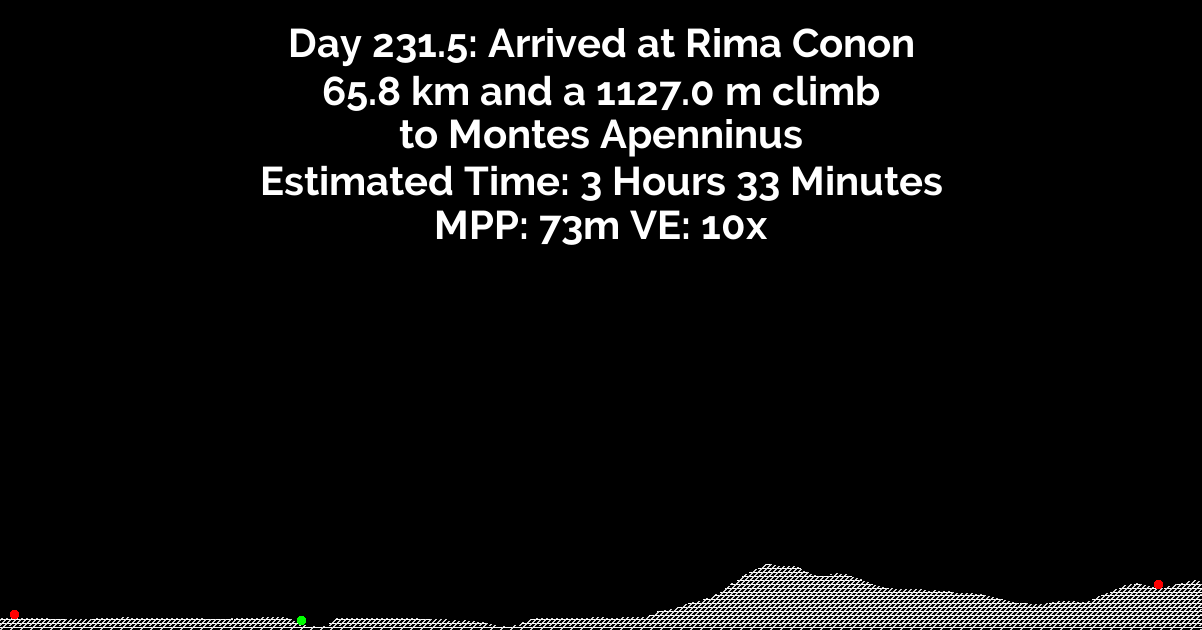 Day 231.5: Arrived at Rima Conon
65.8 km and a 1127.0 m climb
to Montes Apenninus
Estimated Time: 3 Hours 33 Minutes
MPP: 73m VE: 10x